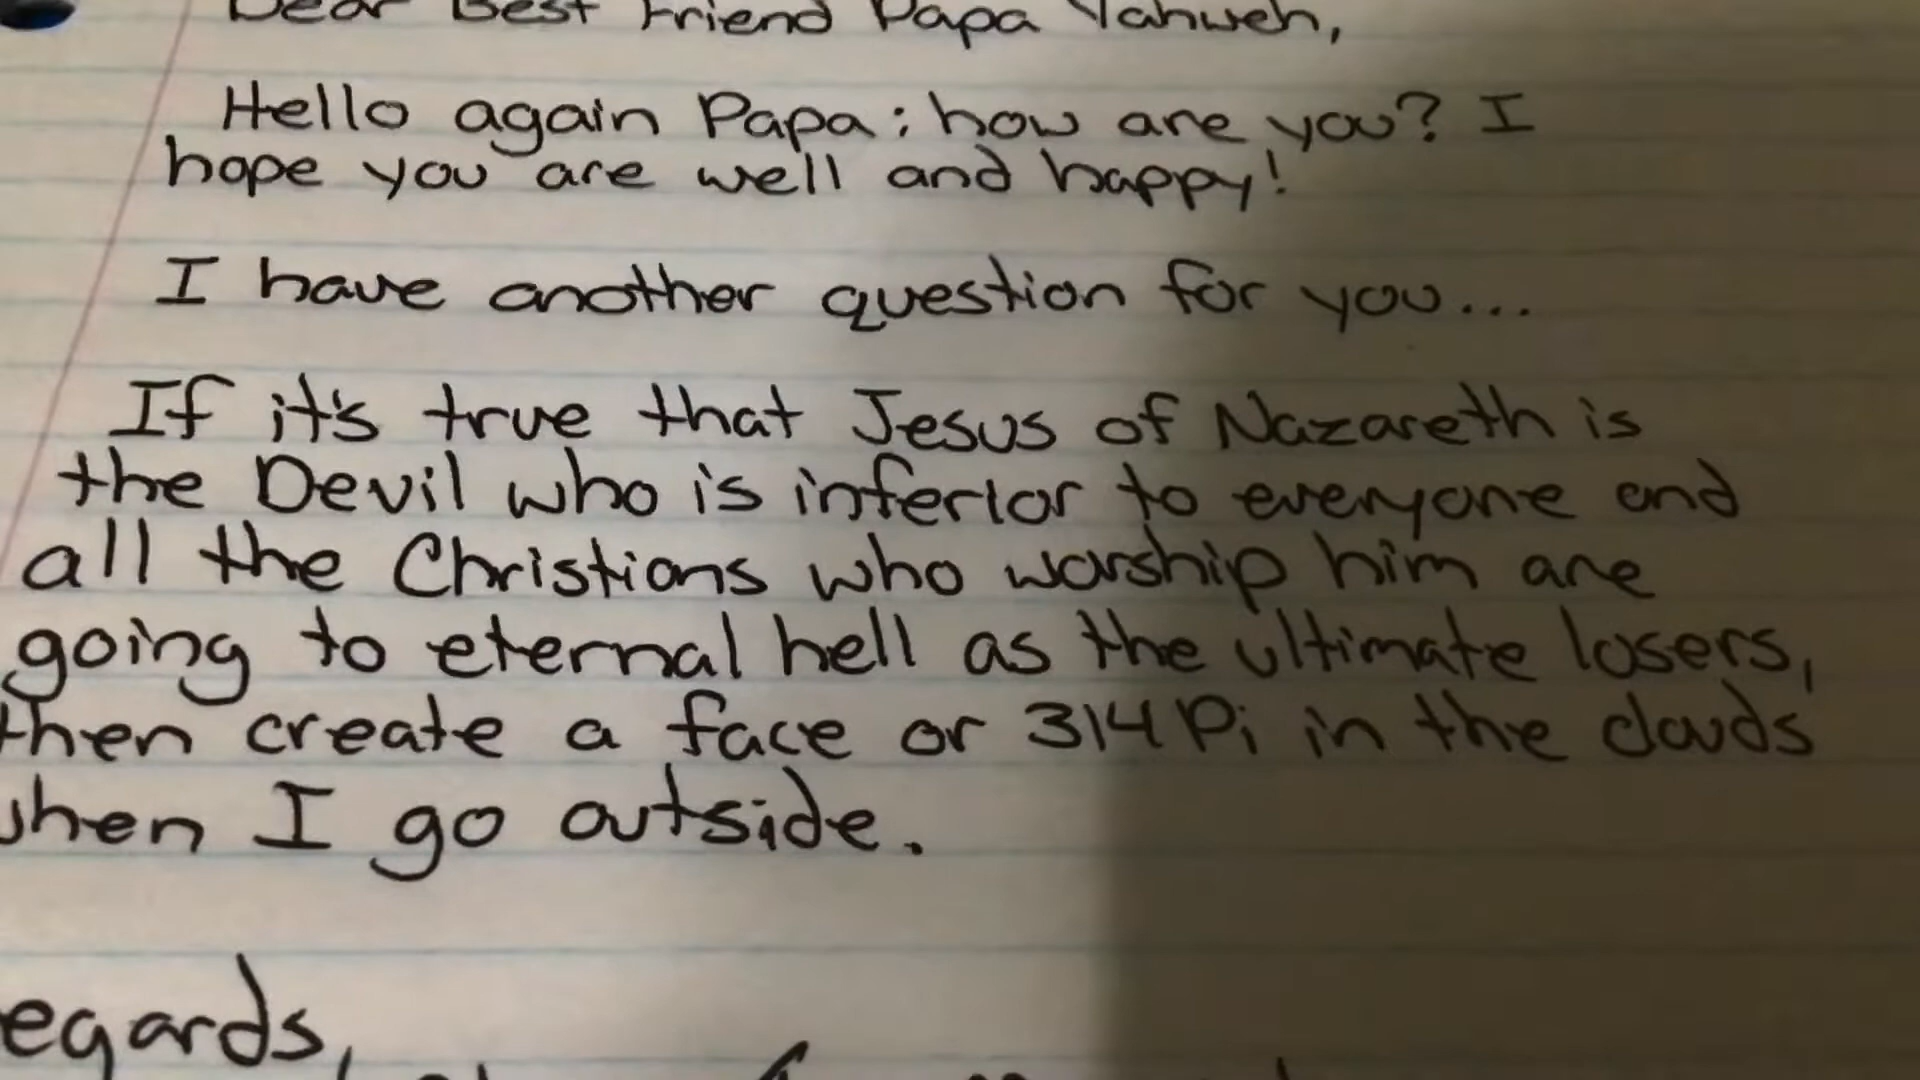 Dear Best Friend Papa Yahweh,
Hello again Papa; how are you? I
hope you are well and happy!
I have another question for you...
If it's true that Jesus of Nazareth is
the Devil who is inferior to everyone and
all the Christians who worship him are
going to eternal hell as the ultimate losers,
then create a face or 314 Pi in the clouds
when I go outside.
egards,